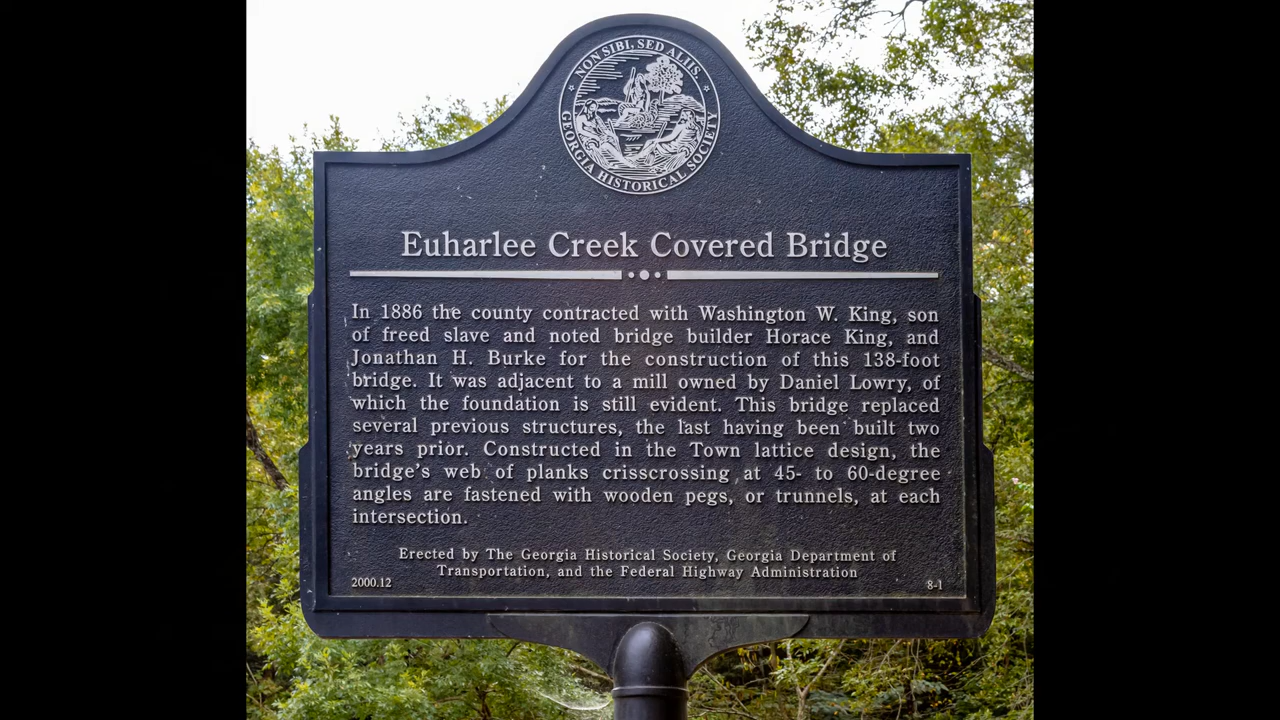 NON SIBI, SED ALIIS.
GEORGIA HISTORICAL SOCIETY
Euharlee Creek Covered Bridge
In 1886 the county contracted with Washington W. King, son
of freed slave and noted bridge builder Horace King, and
Jonathan H. Burke for the construction of this 138-foot
bridge. It was adjacent to a mill owned by Daniel Lowry, of
which the foundation is still evident. This bridge replaced
several previous structures, the last having been built two
years prior. Constructed in the Town lattice design, the
bridge's web of planks crisscrossing at 45- to 60-degree
angles are fastened with wooden pegs, or trunnels, at each
intersection.
Erected by The Georgia Historical Society, Georgia Department of
Transportation, and the Federal Highway Administration
2000.12 8-1